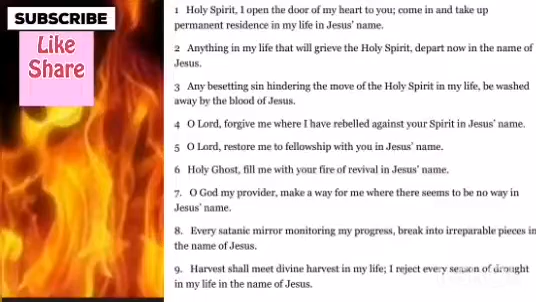 SUBSCRIBE
Like
Share
1 Holy Spirit, I open the door of my heart to you; come in and take up
permanent residence in my life in Jesus' name.
2 Anything in my life that will grieve the Holy Spirit, depart now in the name of
Jesus.
3 Any besetting sin hindering the move of the Holy Spirit in my life, be washed
away by the blood of Jesus.
4 O Lord, forgive me where I have rebelled against your Spirit in Jesus' name.
5 O Lord, restore me to fellowship with you in Jesus' name.
6 Holy Ghost, fill me with your fire of revival in Jesus' name.
7. O God my provider, make a way for me where there seems to be no way in
Jesus' name.
8. Every satanic mirror monitoring my progress, break into irreparable pieces in
the name of Jesus.
9. Harvest shall meet divine harvest in my life; I reject every season of drought
in my life in the name of Jesus.